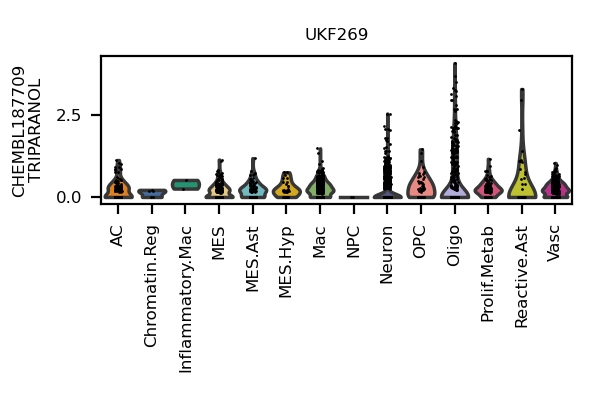 UKF269
CHEMBL187709
TRIPARANOL
2.5
0.0
AC
Chromatin.Reg
Inflammatory.Mac
MES
MES.Ast
MES.Hyp
Mac
NPC
Neuron
OPC
Oligo
Prolif.Metab
Reactive.Ast
Vasc